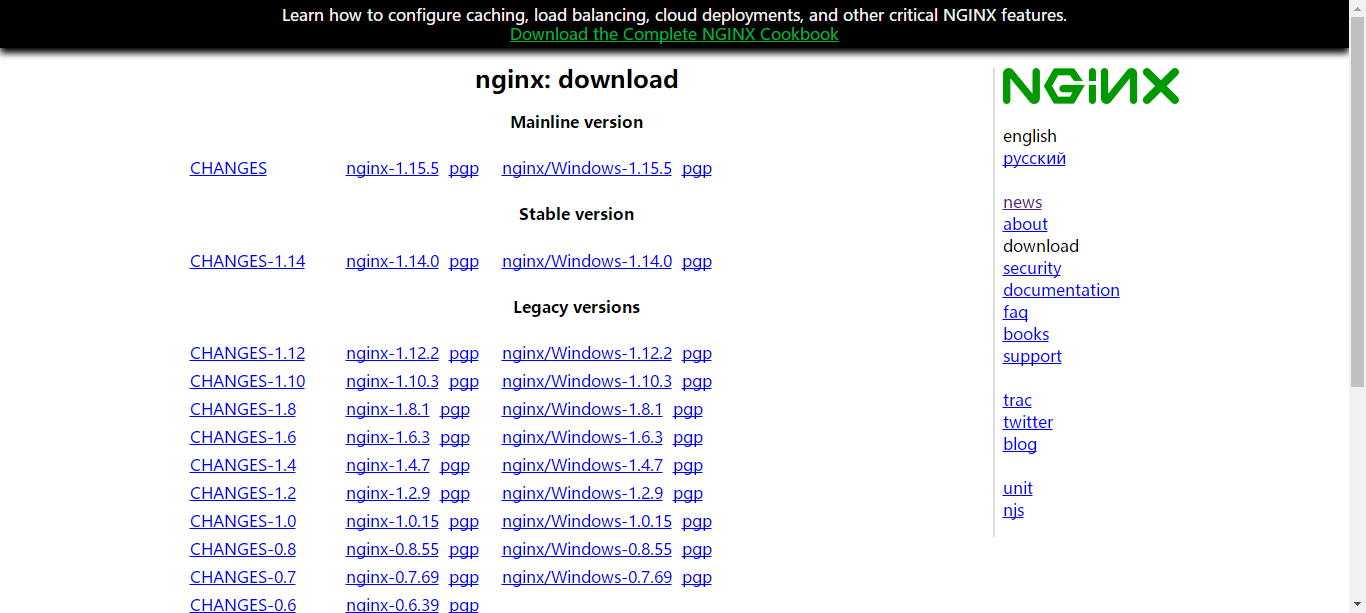 Learn how to configure caching, load balancing, cloud deployments, and other critical NGINX features.
Download the Complete NGINX Cookbook
nginx: download
Mainline version
CHANGES nginx-1.15.5 pgp nginx/Windows-1.15.5 pgp
Stable version
CHANGES-1.14 nginx-1.14.0 pgp nginx/Windows-1.14.0 pgp
Legacy versions
CHANGES-1.12 nginx-1.12.2 pgp nginx/Windows-1.12.2 pgp
CHANGES-1.10 nginx-1.10.3 pgp nginx/Windows-1.10.3 pgp
CHANGES-1.8 nginx-1.8.1 pgp nginx/Windows-1.8.1 pgp
CHANGES-1.6 nginx-1.6.3 pgp nginx/Windows-1.6.3 pgp
CHANGES-1.4 nginx-1.4.7 pgp nginx/Windows-1.4.7 pgp
CHANGES-1.2 nginx-1.2.9 pgp nginx/Windows-1.2.9 pgp
CHANGES-1.0 nginx-1.0.15 pgp nginx/Windows-1.0.15 pgp
CHANGES-0.8 nginx-0.8.55 pgp nginx/Windows-0.8.55 pgp
CHANGES-0.7 nginx-0.7.69 pgp nginx/Windows-0.7.69 pgp
CHANGES-0.6 nginx-0.6.39 pgp
NGiNX
english
русский
news
about
download
security
documentation
faq
books
support
trac
twitter
blog
unit
njs